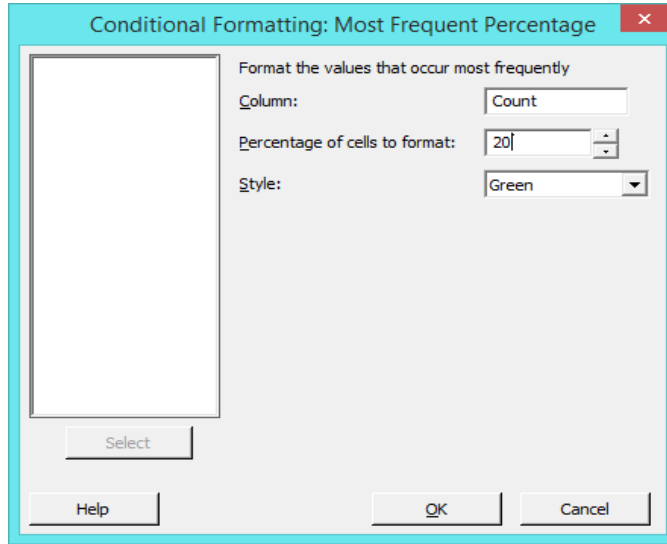 Conditional Formatting: Most Frequent Percentage
Format the values that occur most frequently
Column: Count
Percentage of cells to format: 20
Style: Green
Select
Help OK Cancel